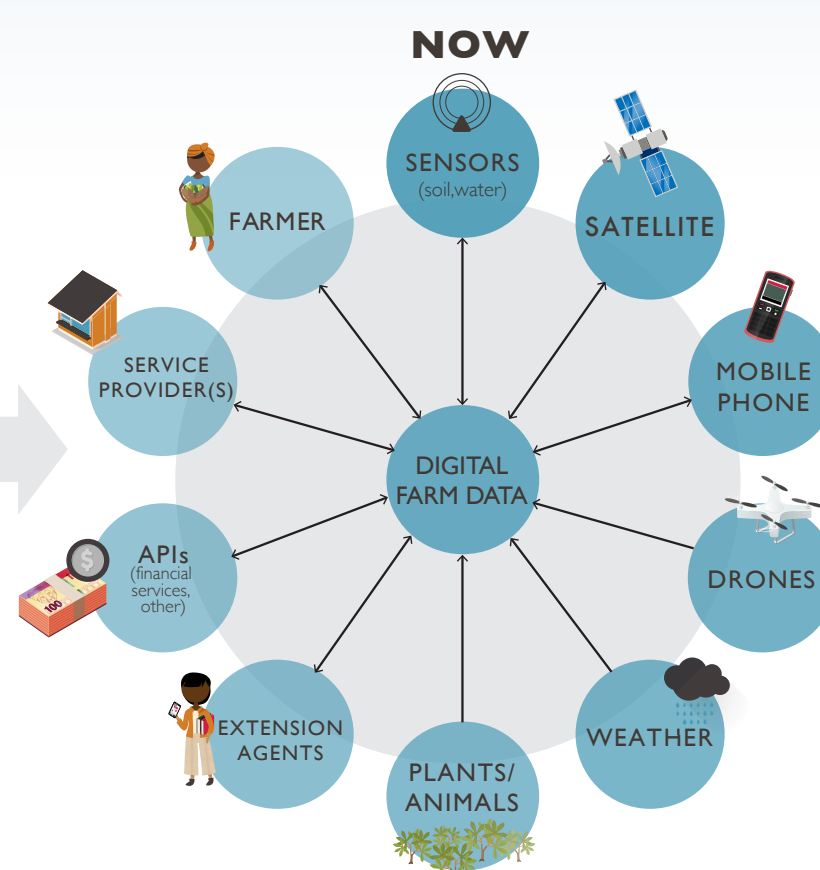 NOW
SENSORS
(soil,water)
SATELLITE
MOBILE
PHONE
DRONES
WEATHER
PLANTS/
ANIMALS
EXTENSION
AGENTS
APIs
(financial
services,
other)
$
100
SERVICE
PROVIDER(S)
FARMER
DIGITAL
FARM DATA